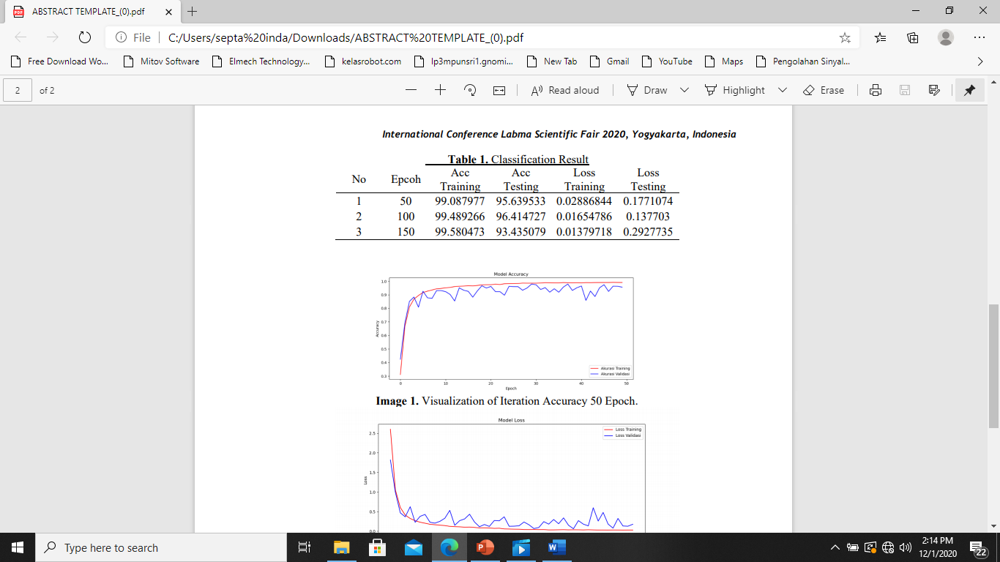 ABSTRACT TEMPLATE_(0).pdf
File
C:/Users/septa%20inda/Downloads/ABSTRACT%20TEMPLATE_(0).pdf
Free Download Wo... Mitov Software Elmech Technology... kelasrobot.com lp3mpunsri1.gnomi... New Tab Gmail YouTube Maps Pengolahan Sinyal...
2 of 2 Read aloud Draw Highlight Erase
International Conference Labma Scientific Fair 2020, Yogyakarta, Indonesia
Table 1. Classification Result
No Epcoh Acc Training Acc Testing Loss Training Loss Testing
1 50 99.087977 95.639533 0.02886844 0.1771074
2 100 99.489266 96.414727 0.01654786 0.137703
3 150 99.580473 93.435079 0.01379718 0.2927735
Model Accuracy
1.0
0.9
0.8
0.7
0.6
0.5
0.4
0.3
Accuracy
Akurasi Training
Akurasi Validasi
0 10 20 30 40 50
Epoch
Image 1. Visualization of Iteration Accuracy 50 Epoch.
Model Loss
Loss Training
Loss Validasi
2.5
2.0
1.5
1.0
0.5
0.0
Loss
Type here to search
2:14 PM
12/1/2020
22